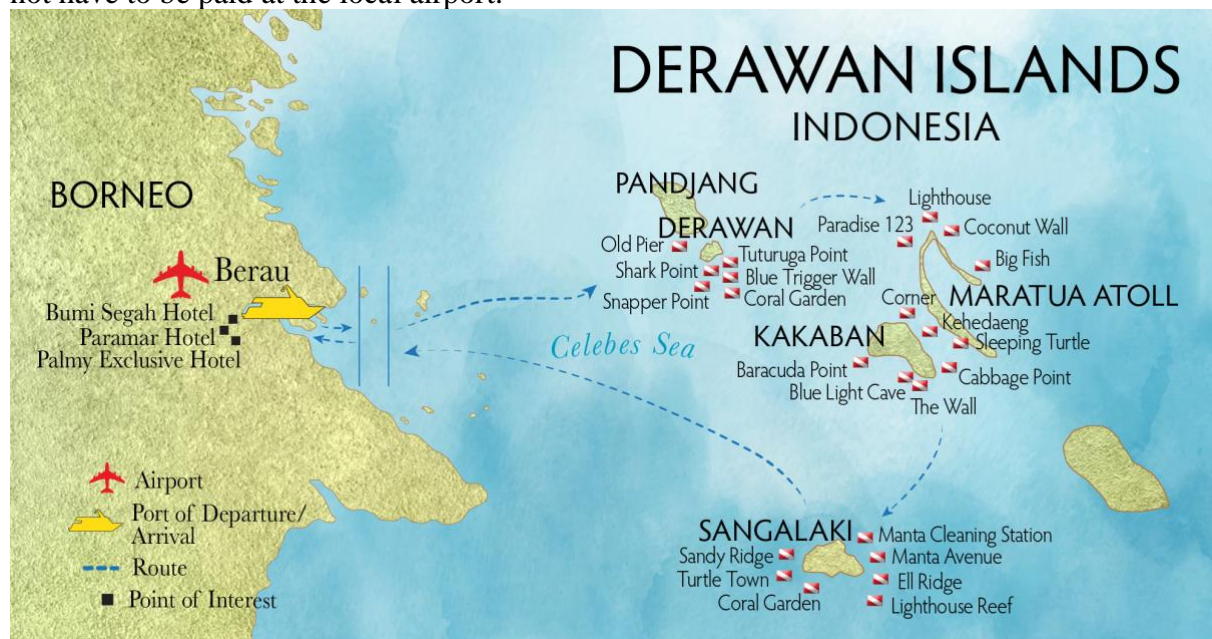 not have to be paid at the local airport.
DERAWAN ISLANDS
INDONESIA
BORNEO
Berau
Bumi Segah Hotel
Paramar Hotel
Palmy Exclusive Hotel
Airport
Port of Departure/
Arrival
Route
Point of Interest
Celebes Sea
PANDJANG
DERAWAN
Old Pier
Shark Point
Snapper Point
Tuturuga Point
Blue Trigger Wall
Coral Garden
Lighthouse
Paradise 123
Coconut Wall
Big Fish
MARATUA ATOLL
Corner
Kehedaeng
Sleeping Turtle
KAKABAN
Baracuda Point
Blue Light Cave
The Wall
Cabbage Point
SANGALAKI
Sandy Ridge
Turtle Town
Coral Garden
Manta Cleaning Station
Manta Avenue
Ell Ridge
Lighthouse Reef